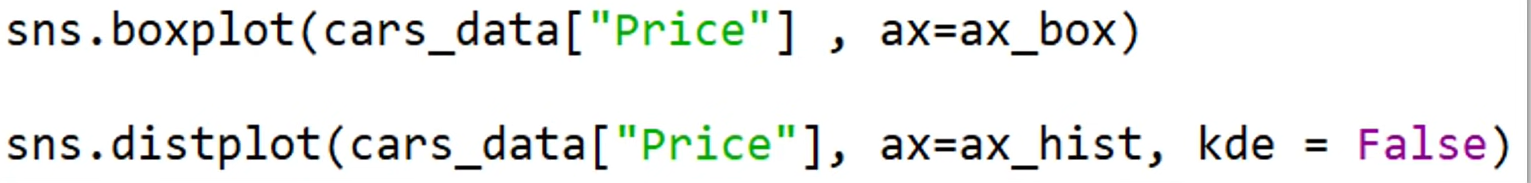 sns.boxplot(cars_data["Price"] , ax=ax_box)
sns.distplot(cars_data["Price"], ax=ax_hist, kde = False)